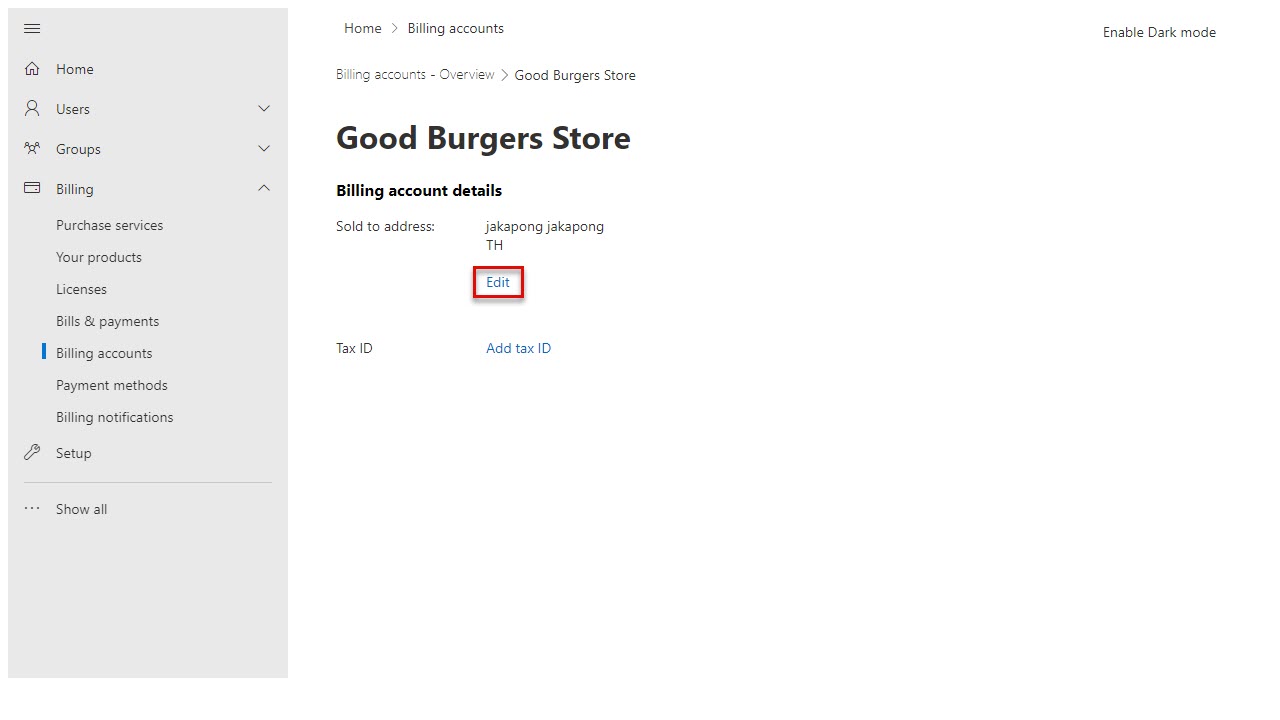 Home > Billing accounts
Enable Dark mode
Home
Users
Groups
Billing
Purchase services
Your products
Licenses
Bills & payments
Billing accounts
Payment methods
Billing notifications
Setup
Show all
Billing accounts - Overview > Good Burgers Store
Good Burgers Store
Billing account details
Sold to address: jakapong jakapong
TH
Edit
Tax ID Add tax ID